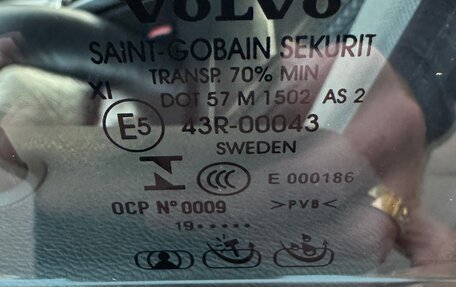 VOLVO
SAINT-GOBAIN SEKURIT
XI TRANSP. 70% MIN
DOT 57 M 1502 AS 2
E5 43R-00043
SWEDEN
CCC E 000186
OCP N° 0009 >PVB<
19•••••